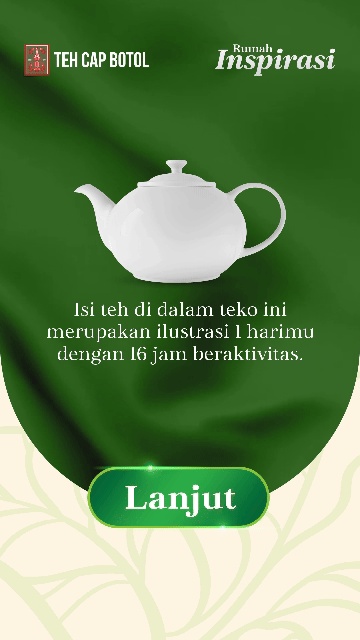 TEH CAP BOTOL
Rumah
Inspirasi
Isi teh di dalam teko ini
merupakan ilustrasi 1 harimu
dengan 16 jam beraktivitas.
Lanjut